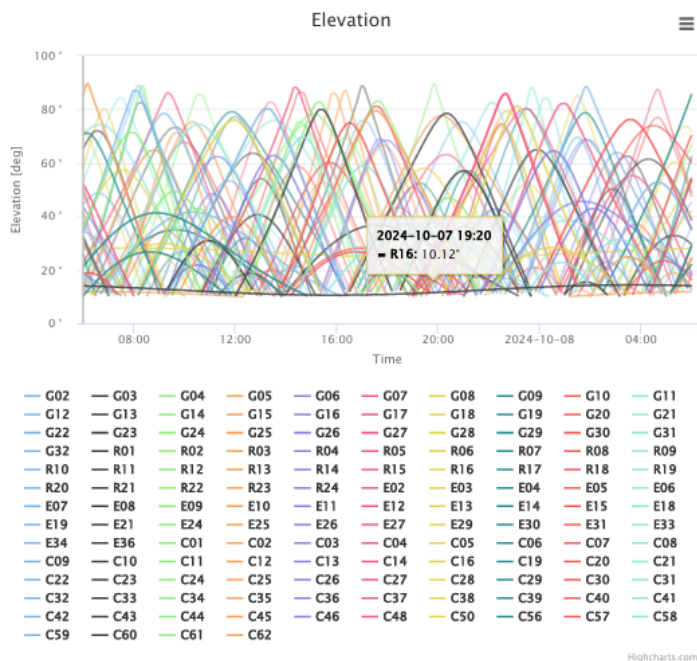 Elevation
100 °
80 °
60 °
40 °
20 °
0 °
Elevation [deg]
2024-10-07 19:20
R16: 10.12°
08:00 12:00 16:00 20:00 2024-10-08 04:00
Time
G02 G03 G04 G05 G06 G07 G08 G09 G10 G11
G12 G13 G14 G15 G16 G17 G18 G19 G20 G21
G22 G23 G24 G25 G26 G27 G28 G29 G30 G31
G32 R01 R02 R03 R04 R05 R06 R07 R08 R09
R10 R11 R12 R13 R14 R15 R16 R17 R18 R19
R20 R21 R22 R23 R24 E02 E03 E04 E05 E06
E07 E08 E09 E10 E11 E12 E13 E14 E15 E18
E19 E21 E24 E25 E26 E27 E29 E30 E31 E33
E34 E36 C01 C02 C03 C04 C05 C06 C07 C08
C09 C10 C11 C12 C13 C14 C16 C19 C20 C21
C22 C23 C24 C25 C26 C27 C28 C29 C30 C31
C32 C33 C34 C35 C36 C37 C38 C39 C40 C41
C42 C43 C44 C45 C46 C48 C50 C56 C57 C58
C59 C60 C61 C62
Highcharts.com